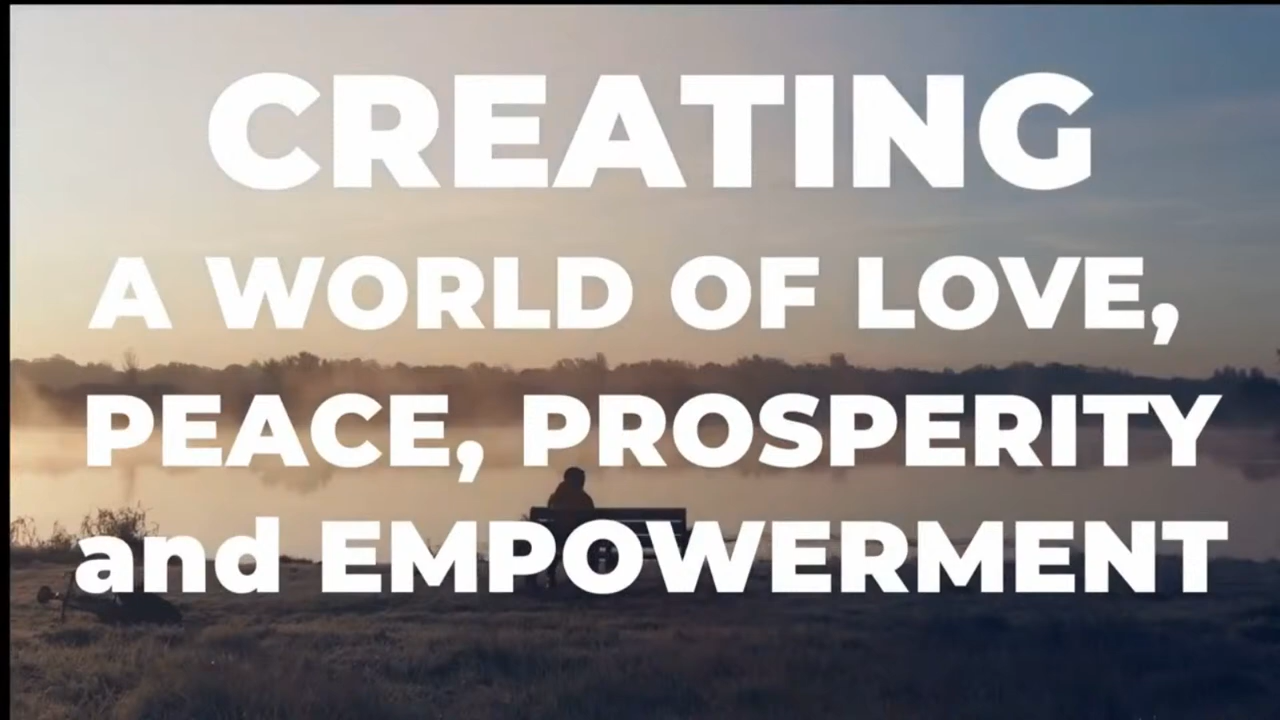 CREATING
A WORLD OF LOVE,
PEACE, PROSPERITY
and EMPOWERMENT